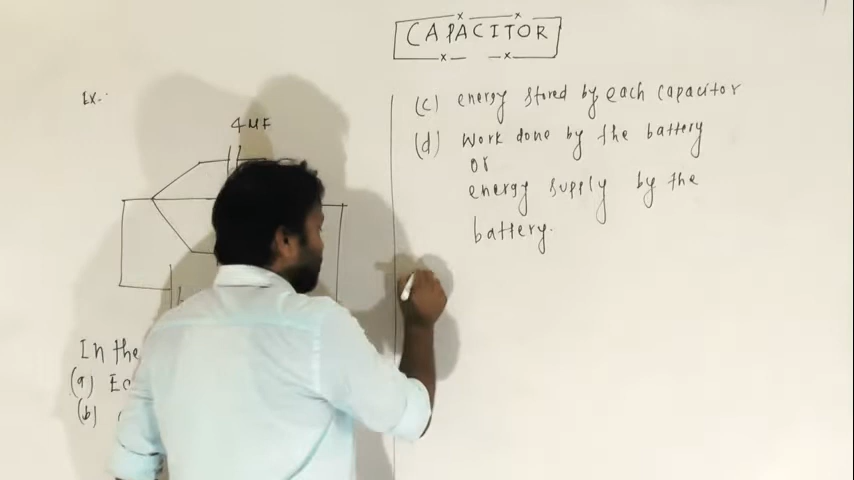 CAPACITOR
Ex.
4MF
In the
(a) Eq
(b)
(c) energy stored by each capacitor
(d) Work done by the battery
or
energy supply by the
battery.